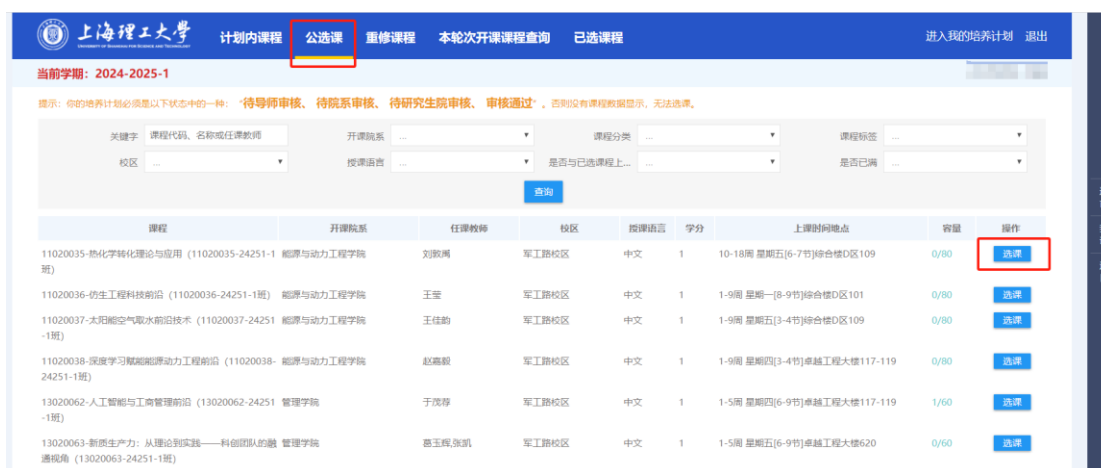 上海理工大学 计划内课程 公选课 重修课程 本轮次开课课程查询 已选课程 进入我的培养计划 退出
UNIVERSITY OF SHANGHAI FOR SCIENCE AND TECHNOLOGY
当前学期：2024-2025-1
提示：你的培养计划必须是以下状态中的一种：“待导师审核、 待院系审核、 待研究生院审核、 审核通过”，否则没有课程数据显示，无法选课。
关键字 课程代码、名称或任课教师 开课院系 ... 课程分类 ... 课程标签 ...
校区 ... 授课语言 ... 是否与已选课程上... ... 是否已满 ...
查询
课程 开课院系 任课教师 校区 授课语言 学分 上课时间地点 容量 操作
11020035-热化学转化理论与应用 (11020035-24251-1 能源与动力工程学院 刘敦禹 军工路校区 中文 1 10-18周 星期五[6-7节]综合楼D区109 0/80 选课
班)
11020036-仿生工程科技前沿 (11020036-24251-1班) 能源与动力工程学院 王莹 军工路校区 中文 1 1-9周 星期一[8-9节]综合楼D区101 0/80 选课
11020037-太阳能空气取水前沿技术 (11020037-24251 能源与动力工程学院 王佳韵 军工路校区 中文 1 1-9周 星期五[3-4节]综合楼D区109 0/80 选课
-1班)
11020038-深度学习赋能能源动力工程前沿 (11020038- 能源与动力工程学院 赵嘉毅 军工路校区 中文 1 1-9周 星期四[3-4节]卓越工程大楼117-119 0/80 选课
24251-1班)
13020062-人工智能与工商管理前沿 (13020062-24251 管理学院 于茂荐 军工路校区 中文 1 1-5周 星期四[6-9节]卓越工程大楼117-119 1/60 选课
-1班)
13020063-新质生产力：从理论到实践——科创团队的融 管理学院 葛玉辉,张凯 军工路校区 中文 1 1-5周 星期五[6-9节]卓越工程大楼620 0/60 选课
通视角 (13020063-24251-1班)